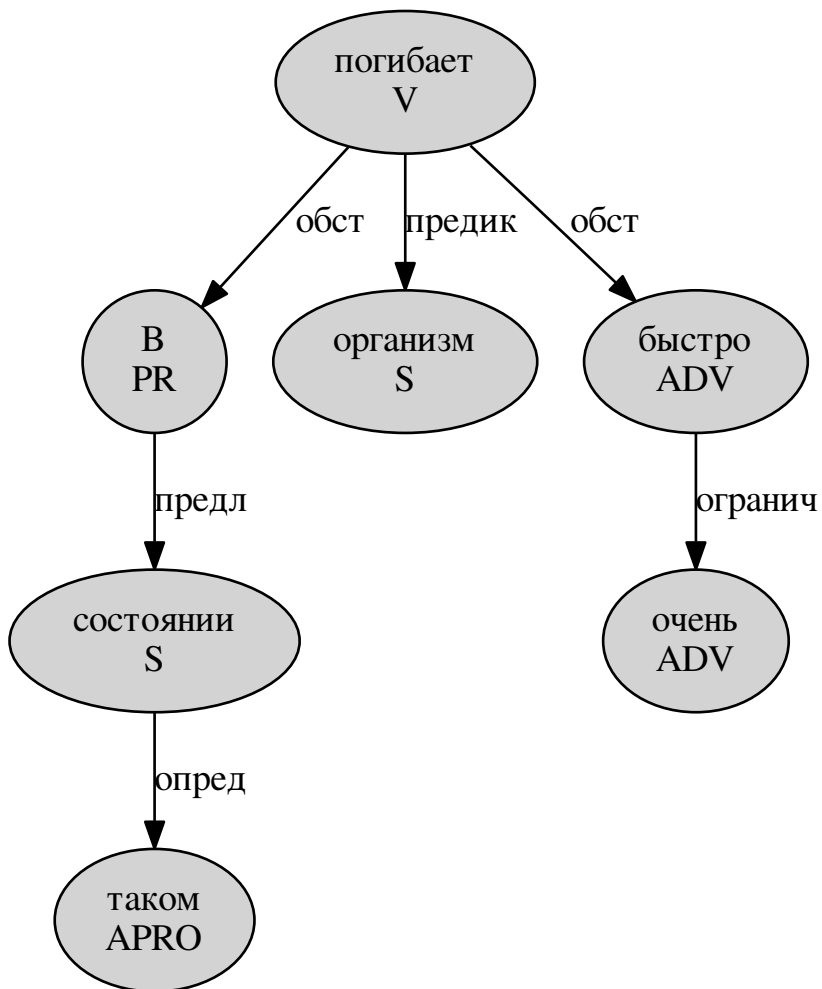 погибает
V
обст
предик
обст
В
PR
организм
S
быстро
ADV
предл
огранич
состоянии
S
очень
ADV
опред
таком
APRO